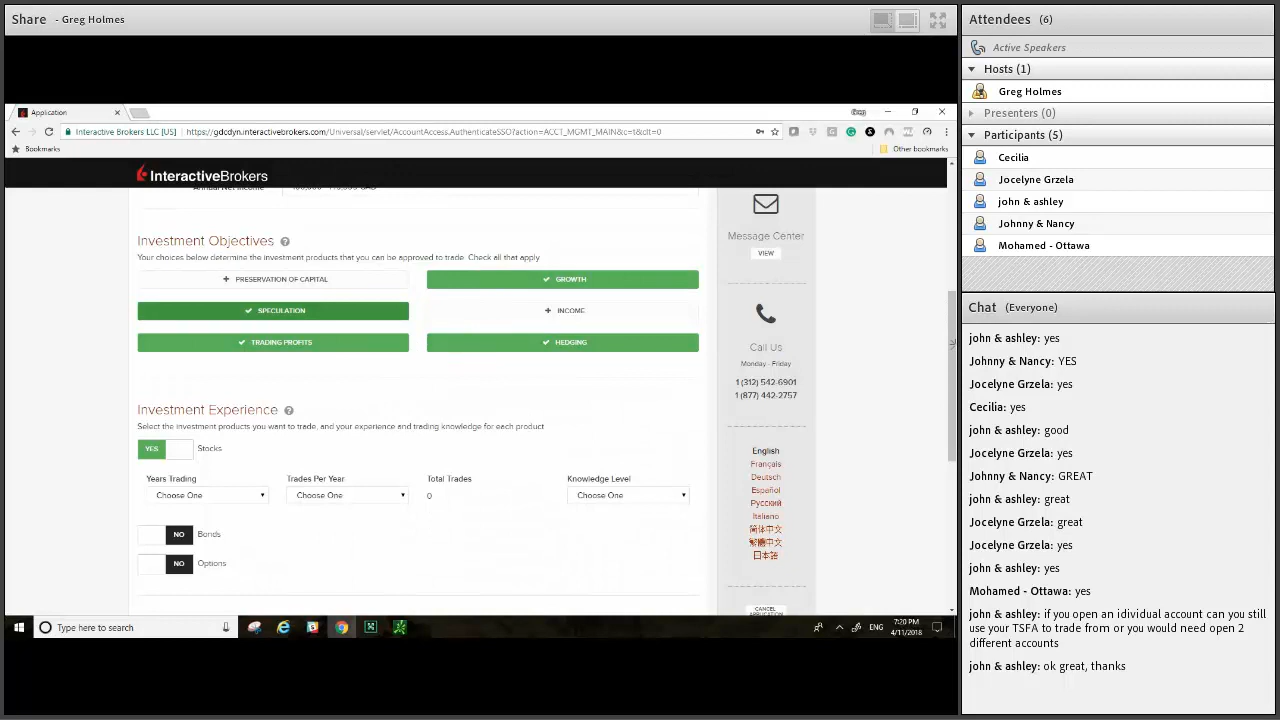 Share - Greg Holmes
Application
Greg
Interactive Brokers LLC [US] https://gdcdyn.interactivebrokers.com/Universal/servlet/AccountAccess.AuthenticateSSO?action=ACCT_MGMT_MAIN&c=t&clt=0
Bookmarks
Other bookmarks
InteractiveBrokers
Annual Net Income
Investment Objectives
Your choices below determine the investment products that you can be approved to trade. Check all that apply
PRESERVATION OF CAPITAL
GROWTH
SPECULATION
INCOME
TRADING PROFITS
HEDGING
Investment Experience
Select the investment products you want to trade, and your experience and trading knowledge for each product
YES Stocks
Years Trading
Trades Per Year
Total Trades
Knowledge Level
Choose One
Choose One
0
Choose One
NO Bonds
NO Options
Message Center
VIEW
Call Us
Monday - Friday
1 (312) 542-6901
1 (877) 442-2757
English
Français
Deutsch
Español
Русский
Italiano
简体中文
繁體中文
日本語
CANCEL
APPLICATION
Type here to search
ENG
7:20 PM
4/11/2018
Attendees (6)
Active Speakers
Hosts (1)
Greg Holmes
Presenters (0)
Participants (5)
Cecilia
Jocelyne Grzela
john & ashley
Johnny & Nancy
Mohamed - Ottawa
Chat (Everyone)
john & ashley: yes
Johnny & Nancy: YES
Jocelyne Grzela: yes
Cecilia: yes
john & ashley: good
Jocelyne Grzela: yes
Johnny & Nancy: GREAT
john & ashley: great
Jocelyne Grzela: great
Jocelyne Grzela: yes
john & ashley: yes
Mohamed - Ottawa: yes
john & ashley: if you open an idividual account can you still
use your TSFA to trade from or you would need open 2
different accounts
john & ashley: ok great, thanks